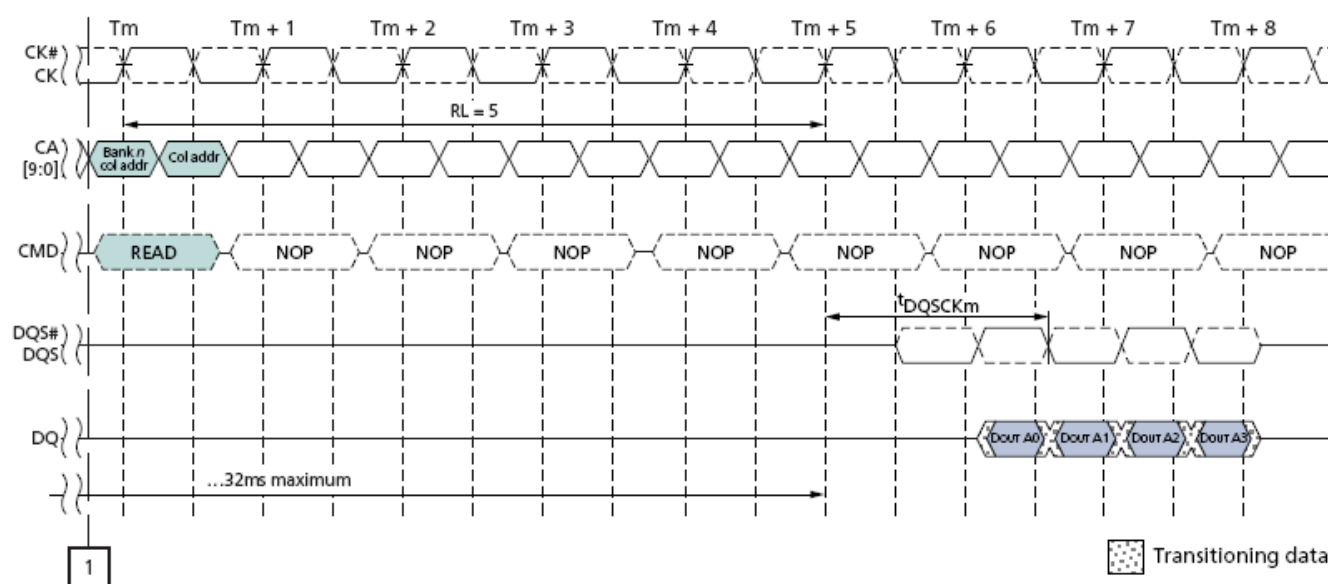 Tm Tm + 1 Tm + 2 Tm + 3 Tm + 4 Tm + 5 Tm + 6 Tm + 7 Tm + 8
CK#
CK
RL = 5
CA
[9:0]
Bank n
col addr
Col addr
CMD
READ NOP NOP NOP NOP NOP NOP NOP NOP
tDQSCKm
DQS#
DQS
DQ
DOUT A0 DOUT A1 DOUT A2 DOUT A3
...32ms maximum
1
Transitioning data